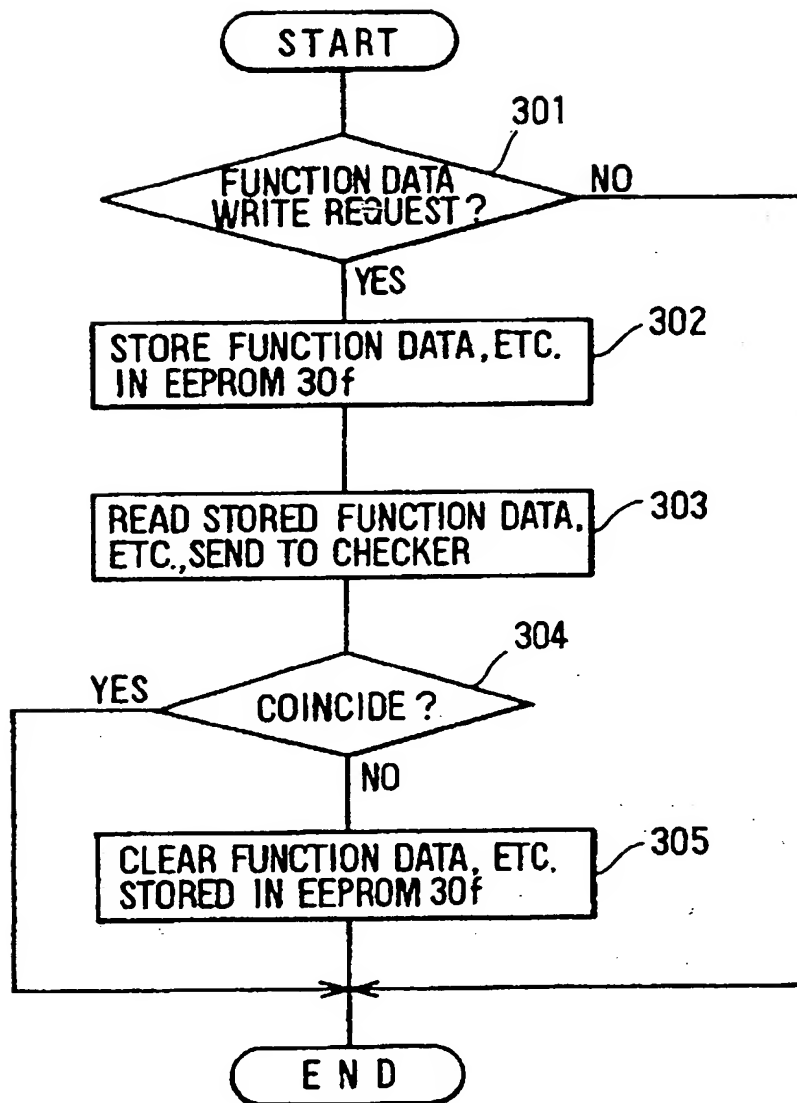 START
301
FUNCTION DATA
WRITE REQUEST?
NO
YES
302
STORE FUNCTION DATA, ETC.
IN EEPROM 30f
303
READ STORED FUNCTION DATA,
ETC., SEND TO CHECKER
304
YES
COINCIDE?
NO
305
CLEAR FUNCTION DATA, ETC.
STORED IN EEPROM 30f
END